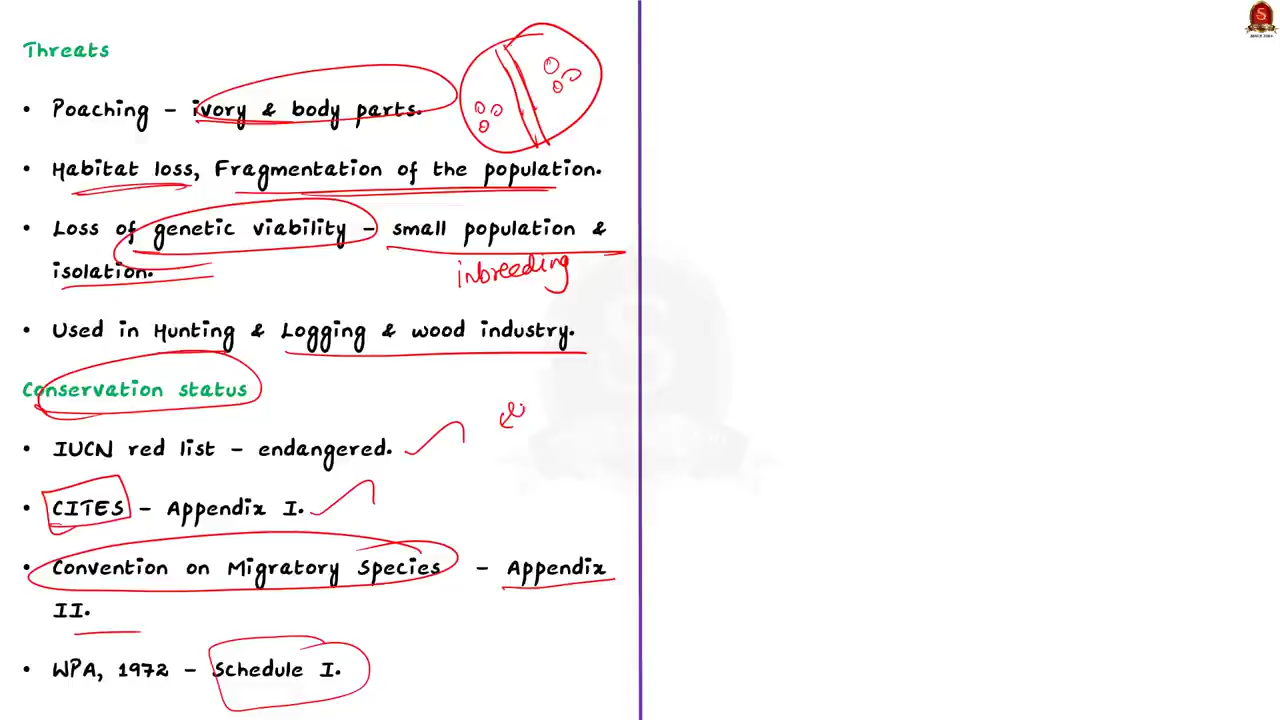 Threats
• Poaching - ivory & body parts.
• Habitat loss, Fragmentation of the population.
• Loss of genetic viability - small population &
isolation.
inbreeding
• Used in Hunting & Logging & wood industry.
Conservation status
• IUCN red list - endangered.
• CITES - Appendix I.
• Convention on Migratory Species - Appendix
II.
• WPA, 1972 - Schedule I.